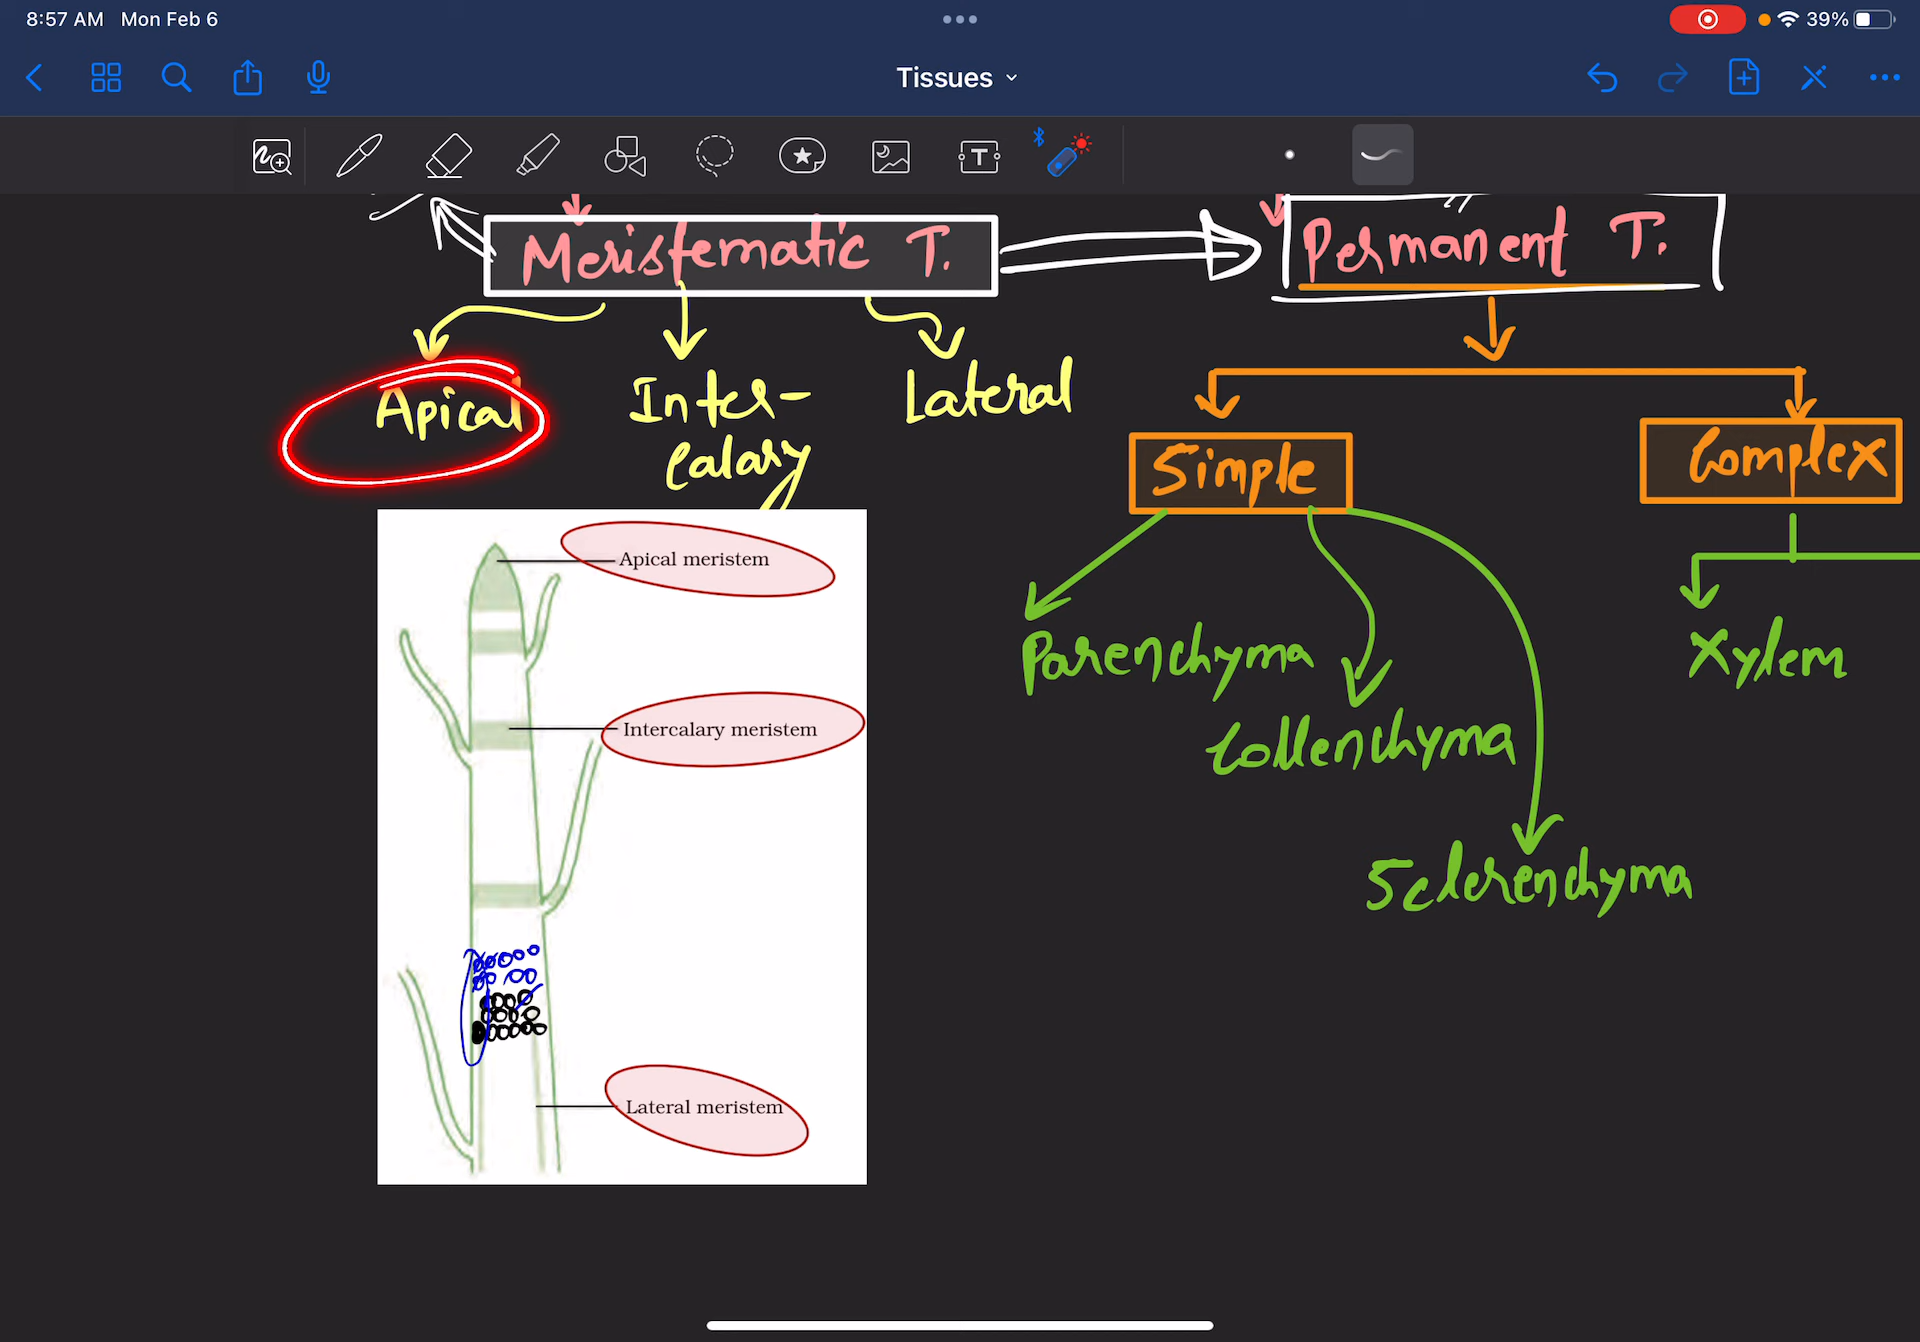 8:57 AM Mon Feb 6
39%
Tissues
T
Meristematic T.
Permanent T.
Apical
Inter-
calary
Lateral
Simple
Complex
Apical meristem
Intercalary meristem
Lateral meristem
Parenchyma
Collenchyma
Sclerenchyma
Xylem